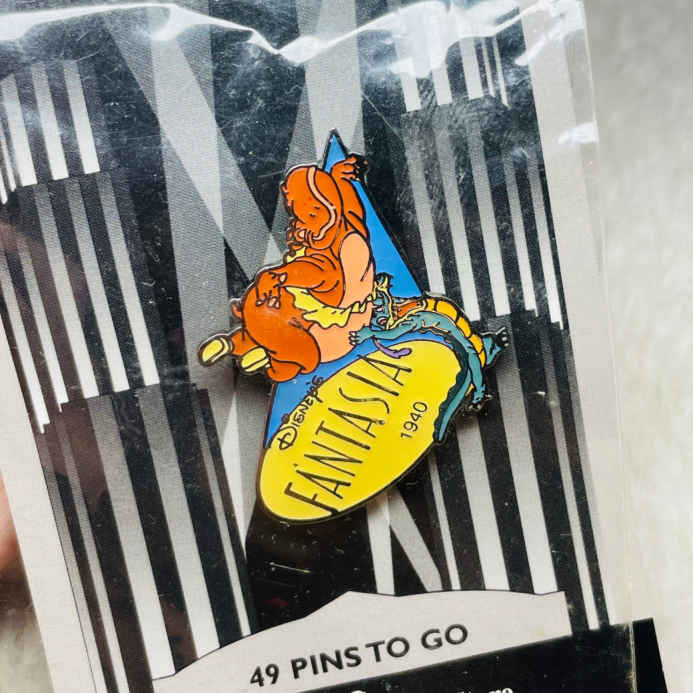 DISNEY'S
FANTASIA
1940
49 PINS TO GO